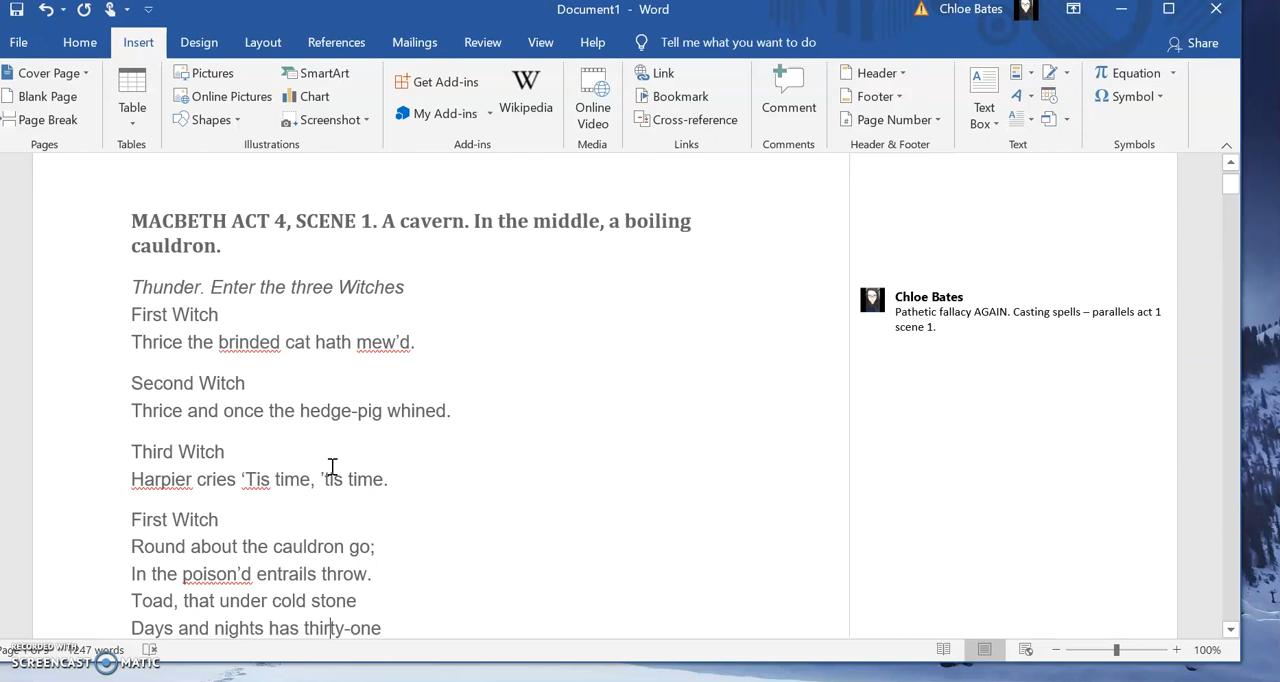 Document1 - Word
Chloe Bates
File Home Insert Design Layout References Mailings Review View Help Tell me what you want to do Share
Cover Page
Blank Page
Page Break
Pages
Table
Tables
Pictures
Online Pictures
Shapes
SmartArt
Chart
Screenshot
Illustrations
Get Add-ins
My Add-ins
Wikipedia
Add-ins
Online
Video
Media
Link
Bookmark
Cross-reference
Links
Comment
Comments
Header
Footer
Page Number
Header & Footer
Text
Box
Text
Equation
Symbol
Symbols
MACBETH ACT 4, SCENE 1. A cavern. In the middle, a boiling
cauldron.
Thunder. Enter the three Witches
First Witch
Thrice the brinded cat hath mew’d.
Second Witch
Thrice and once the hedge-pig whined.
Third Witch
Harpier cries ‘Tis time, ’tis time.
First Witch
Round about the cauldron go;
In the poison’d entrails throw.
Toad, that under cold stone
Days and nights has thirty-one
Chloe Bates
Pathetic fallacy AGAIN. Casting spells – parallels act 1
scene 1.
1247 words
100%
RECORDED WITH
SCREENCAST MATIC